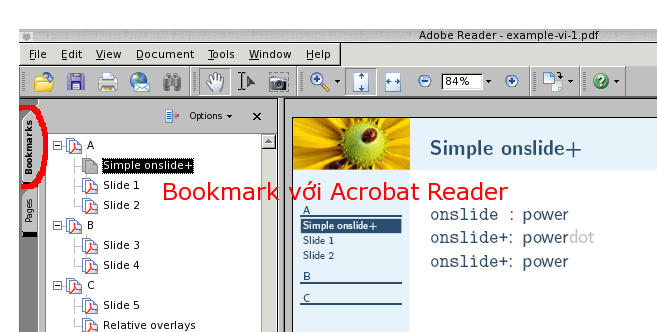 Adobe Reader - example-vi-1.pdf
File Edit View Document Tools Window Help
84%
Options
Bookmarks
Pages
A
Simple onslide+
Slide 1
Slide 2
B
Slide 3
Slide 4
C
Slide 5
Relative overlays
Bookmark với Acrobat Reader
Simple onslide+
A
Simple onslide+
Slide 1
Slide 2
B
C
onslide : power
onslide+: powerdot
onslide+: power